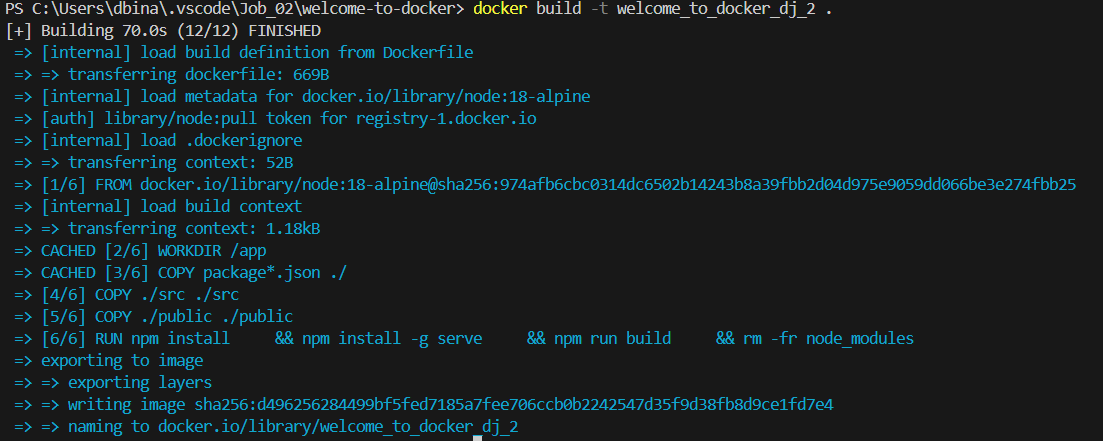 PS C:\Users\dbina\.vscode\Job_02\welcome-to-docker> docker build -t welcome_to_docker_dj_2 .
[+] Building 70.0s (12/12) FINISHED
=> [internal] load build definition from Dockerfile
=> => transferring dockerfile: 669B
=> [internal] load metadata for docker.io/library/node:18-alpine
=> [auth] library/node:pull token for registry-1.docker.io
=> [internal] load .dockerignore
=> => transferring context: 52B
=> [1/6] FROM docker.io/library/node:18-alpine@sha256:974afb6cbc0314dc6502b14243b8a39fbb2d04d975e9059dd066be3e274fbb25
=> [internal] load build context
=> => transferring context: 1.18kB
=> CACHED [2/6] WORKDIR /app
=> CACHED [3/6] COPY package*.json ./
=> [4/6] COPY ./src ./src
=> [5/6] COPY ./public ./public
=> [6/6] RUN npm install     && npm install -g serve     && npm run build     && rm -fr node_modules
=> exporting to image
=> => exporting layers
=> => writing image sha256:d496256284499bf5fed7185a7fee706ccb0b2242547d35f9d38fb8d9ce1fd7e4
=> => naming to docker.io/library/welcome_to_docker_dj_2